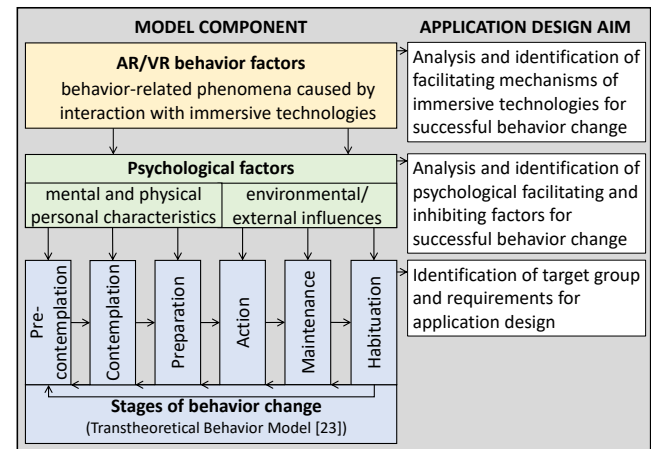 MODEL COMPONENT
APPLICATION DESIGN AIM
AR/VR behavior factors
behavior-related phenomena caused by
interaction with immersive technologies
Analysis and identification of
facilitating mechanisms of
immersive technologies for
successful behavior change
Psychological factors
mental and physical
personal characteristics
environmental/
external influences
Analysis and identification of
psychological facilitating and
inhibiting factors for
successful behavior change
Pre-
contemplation
Contemplation
Preparation
Action
Maintenance
Habituation
Identification of target group
and requirements for
application design
Stages of behavior change
(Transtheoretical Behavior Model [23])